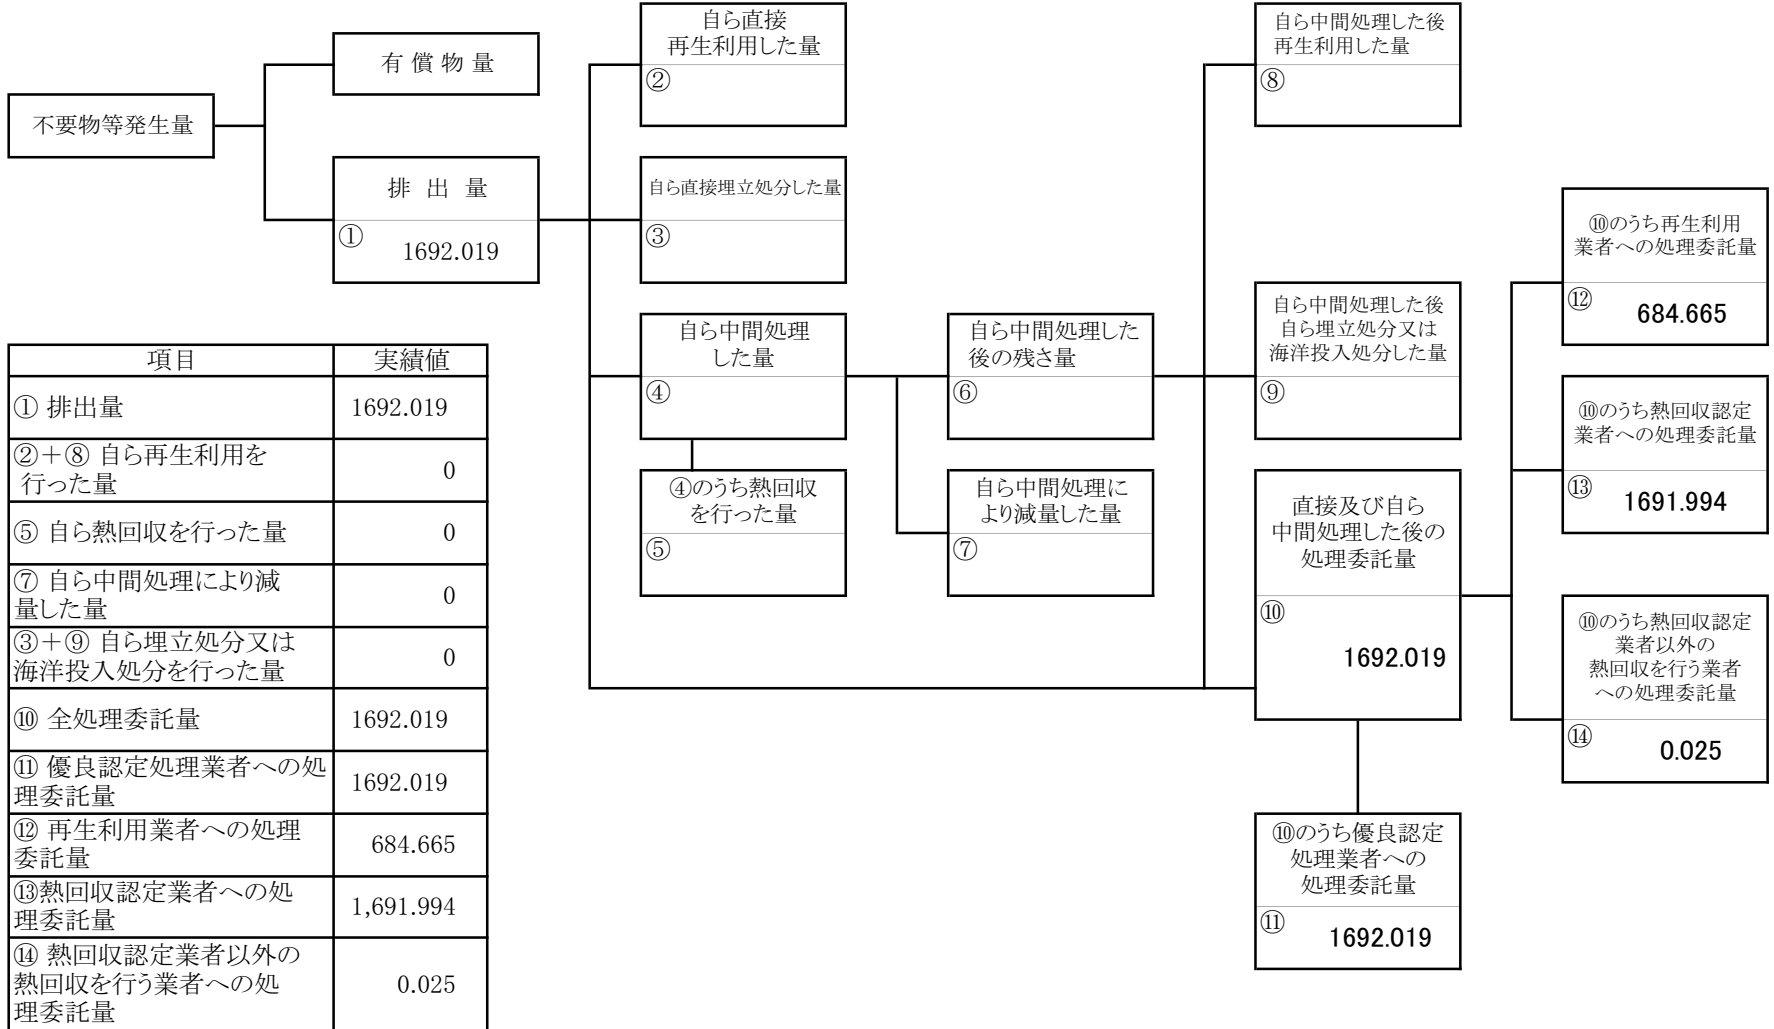 自ら直接
再生利用した量
②
自ら中間処理した後
再生利用した量
⑧
有 償 物 量
不要物等発生量
排 出 量
①
1692.019
自ら直接埋立処分した量
③
⑩のうち再生利用
業者への処理委託量
⑫
684.665
自ら中間処理
した量
④
自ら中間処理した
後の残さ量
⑥
自ら中間処理した後
自ら埋立処分又は
海洋投入処分した量
⑨
⑩のうち熱回収認定
業者への処理委託量
⑬
1691.994
④のうち熱回収
を行った量
⑤
自ら中間処理に
より減量した量
⑦
直接及び自ら
中間処理した後の
処理委託量
⑩
1692.019
⑩のうち熱回収認定
業者以外の
熱回収を行う業者
への処理委託量
⑭
0.025
⑩のうち優良認定
処理業者への
処理委託量
⑪
1692.019
項目 実績値
① 排出量 1692.019
②＋⑧ 自ら再生利用を
行った量 0
⑤ 自ら熱回収を行った量 0
⑦ 自ら中間処理により減
量した量 0
③＋⑨ 自ら埋立処分又は
海洋投入処分を行った量 0
⑩ 全処理委託量 1692.019
⑪ 優良認定処理業者への処
理委託量 1692.019
⑫ 再生利用業者への処理
委託量 684.665
⑬熱回収認定業者への処
理委託量 1,691.994
⑭ 熱回収認定業者以外の
熱回収を行う業者への処
理委託量 0.025